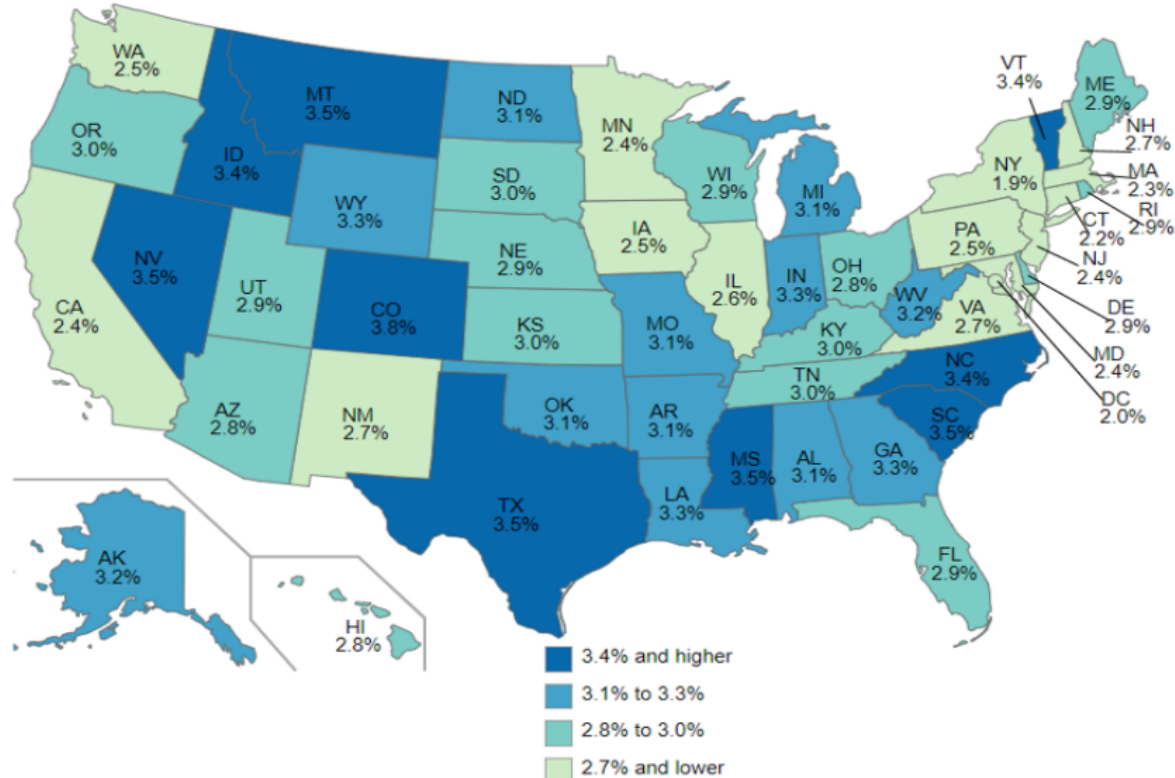 WA
2.5%
MT
3.5%
ND
3.1%
MN
2.4%
VT
3.4%
ME
2.9%
OR
3.0%
ID
3.4%
WY
3.3%
SD
3.0%
WI
2.9%
MI
3.1%
NY
1.9%
NH
2.7%
MA
2.3%
RI
2.9%
CT
2.2%
NV
3.5%
UT
2.9%
CO
3.8%
NE
2.9%
IA
2.5%
IL
2.6%
IN
3.3%
OH
2.8%
PA
2.5%
NJ
2.4%
DE
2.9%
MD
2.4%
DC
2.0%
CA
2.4%
KS
3.0%
MO
3.1%
KY
3.0%
WV
3.2%
VA
2.7%
AZ
2.8%
NM
2.7%
OK
3.1%
AR
3.1%
TN
3.0%
NC
3.4%
SC
3.5%
TX
3.5%
LA
3.3%
MS
3.5%
AL
3.1%
GA
3.3%
FL
2.9%
AK
3.2%
HI
2.8%
3.4% and higher
3.1% to 3.3%
2.8% to 3.0%
2.7% and lower